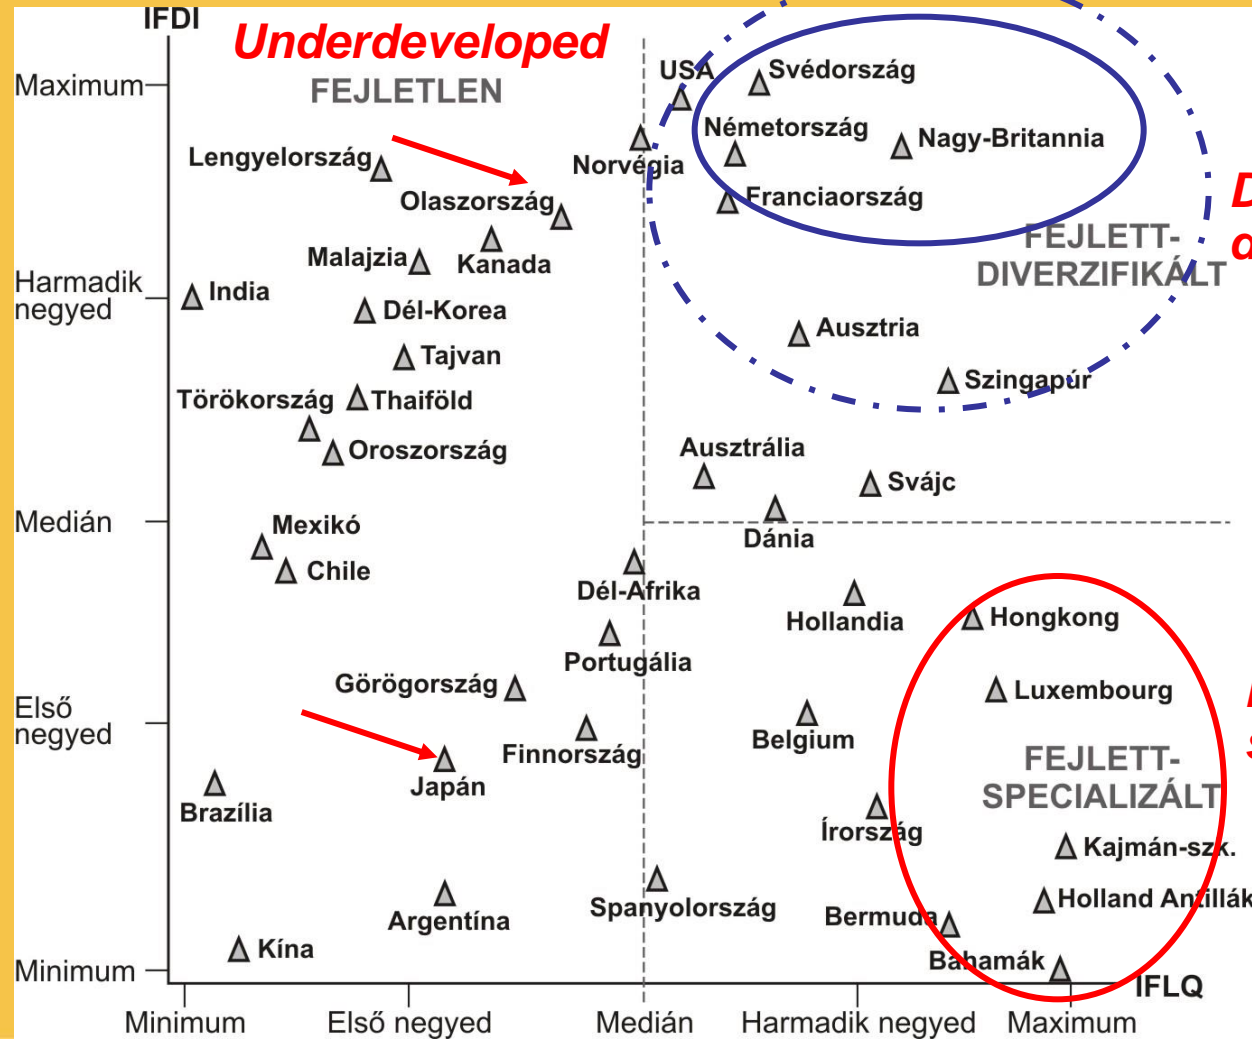 IFDI
Underdeveloped
FEJLETLEN
Maximum
USA
Svédország
Németország
Nagy-Britannia
Lengyelország
Norvégia
Olaszország
Franciaország
FEJLETT-
DIVERZIFIKÁLT
Malajzia
Kanada
Harmadik
negyed
India
Dél-Korea
Ausztria
Tajvan
Szingapúr
Törökország
Thaiföld
Oroszország
Ausztrália
Svájc
Medián
Mexikó
Dánia
Chile
Dél-Afrika
Hollandia
Hongkong
Portugália
Görögország
Luxembourg
Első
negyed
Finnország
Belgium
FEJLETT-
SPECIALIZÁLT
Japán
Brazília
Írország
Kajmán-szk.
Spanyolország
Holland Antillák
Argentína
Bermuda
Kína
Bahamák
Minimum
IFLQ
Minimum
Első negyed
Medián
Harmadik negyed
Maximum